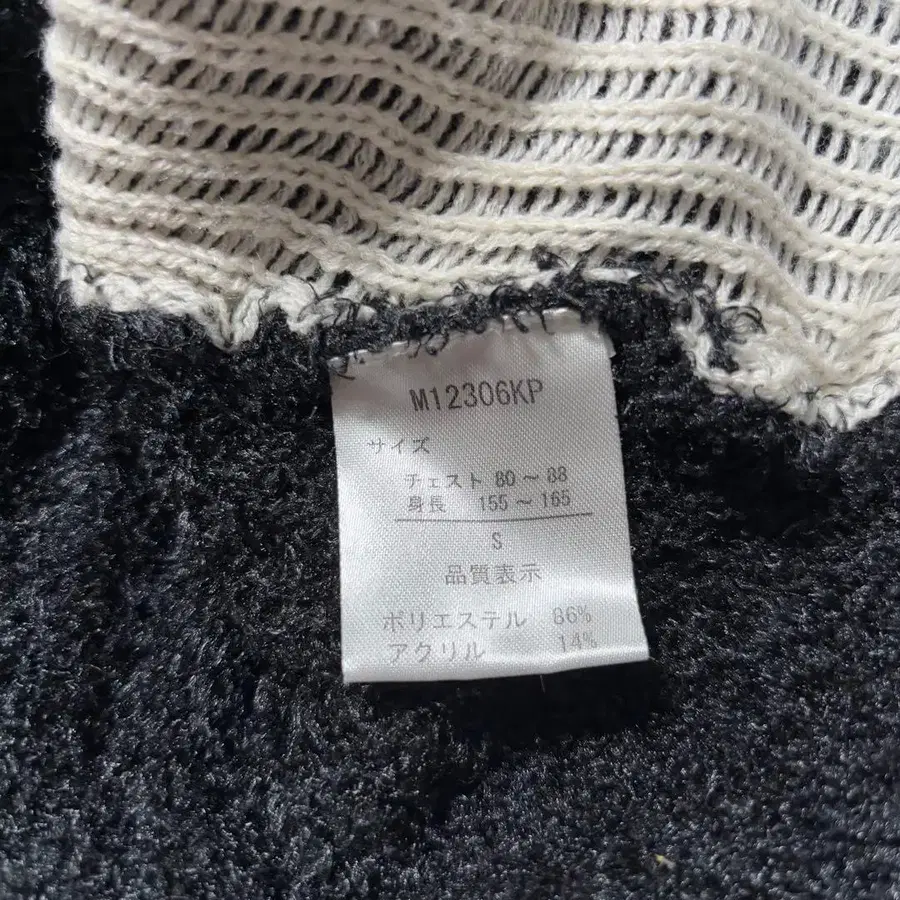 M12306KP
サイズ
チェスト 80〜88
身長 155〜165
S
品質表示
ポリエステル 86%
アクリル 14%